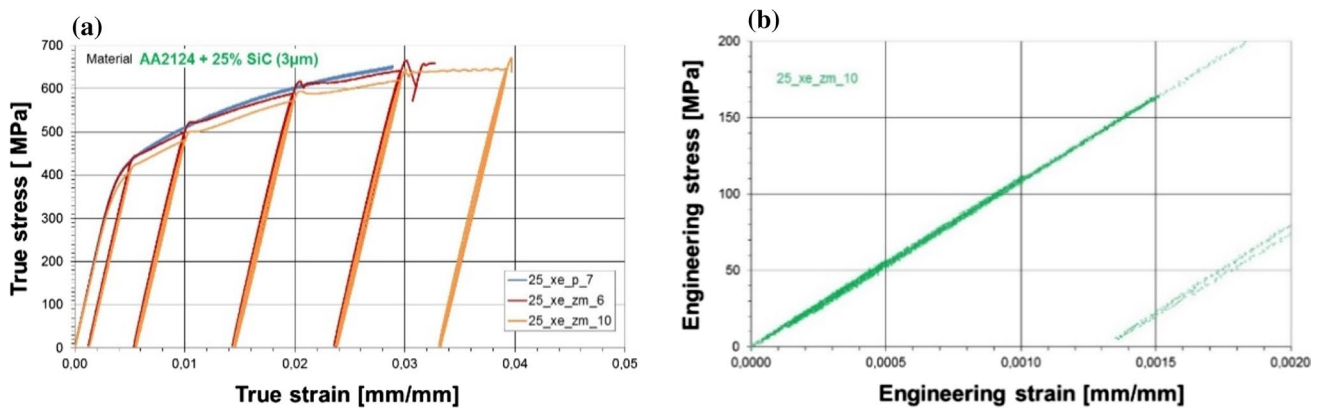 (a)
700
600
500
400
300
200
100
0
True stress [ MPa]
Material AA2124 + 25% SiC (3µm)
25_xe_p_7
25_xe_zm_6
25_xe_zm_10
0,00 0,01 0,02 0,03 0,04 0,05
True strain [mm/mm]
(b)
200
150
100
50
0
Engineering stress [MPa]
25_xe_zm_10
0,0000 0,0005 0,0010 0,0015 0,0020
Engineering strain [mm/mm]